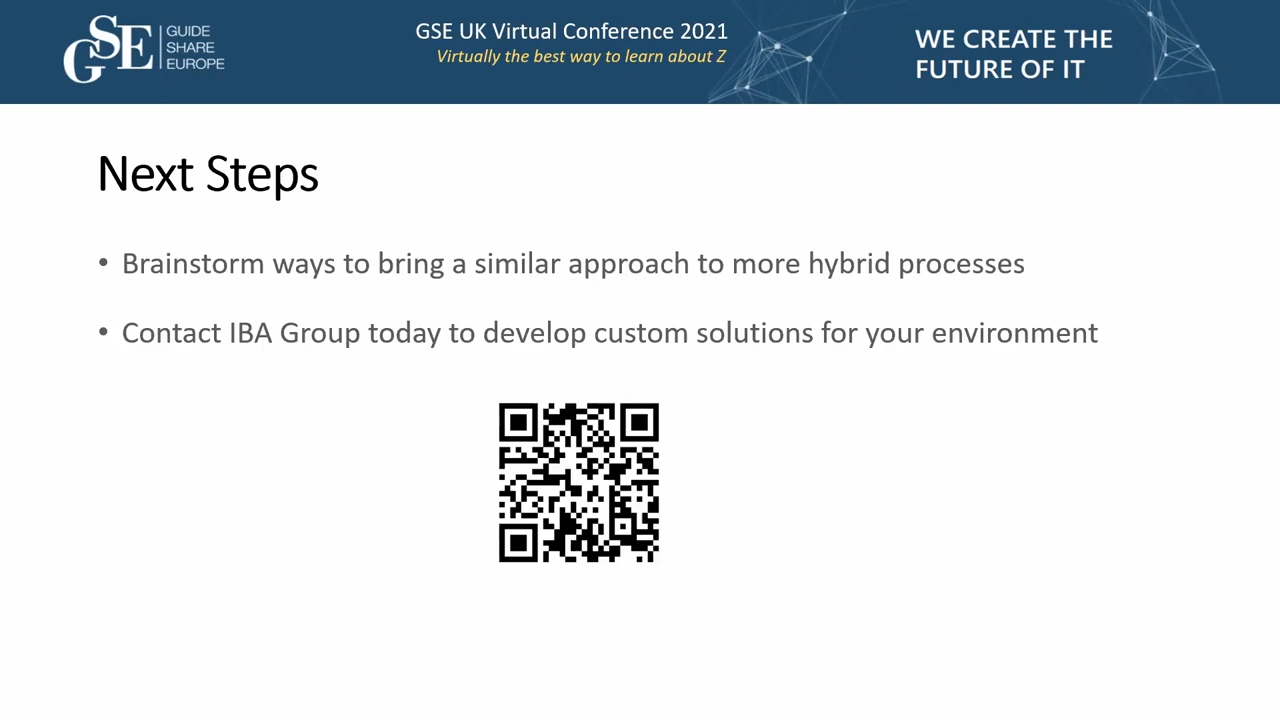 GSE
GUIDE
SHARE
EUROPE
GSE UK Virtual Conference 2021
Virtually the best way to learn about Z
WE CREATE THE
FUTURE OF IT
Next Steps
• Brainstorm ways to bring a similar approach to more hybrid processes
• Contact IBA Group today to develop custom solutions for your environment